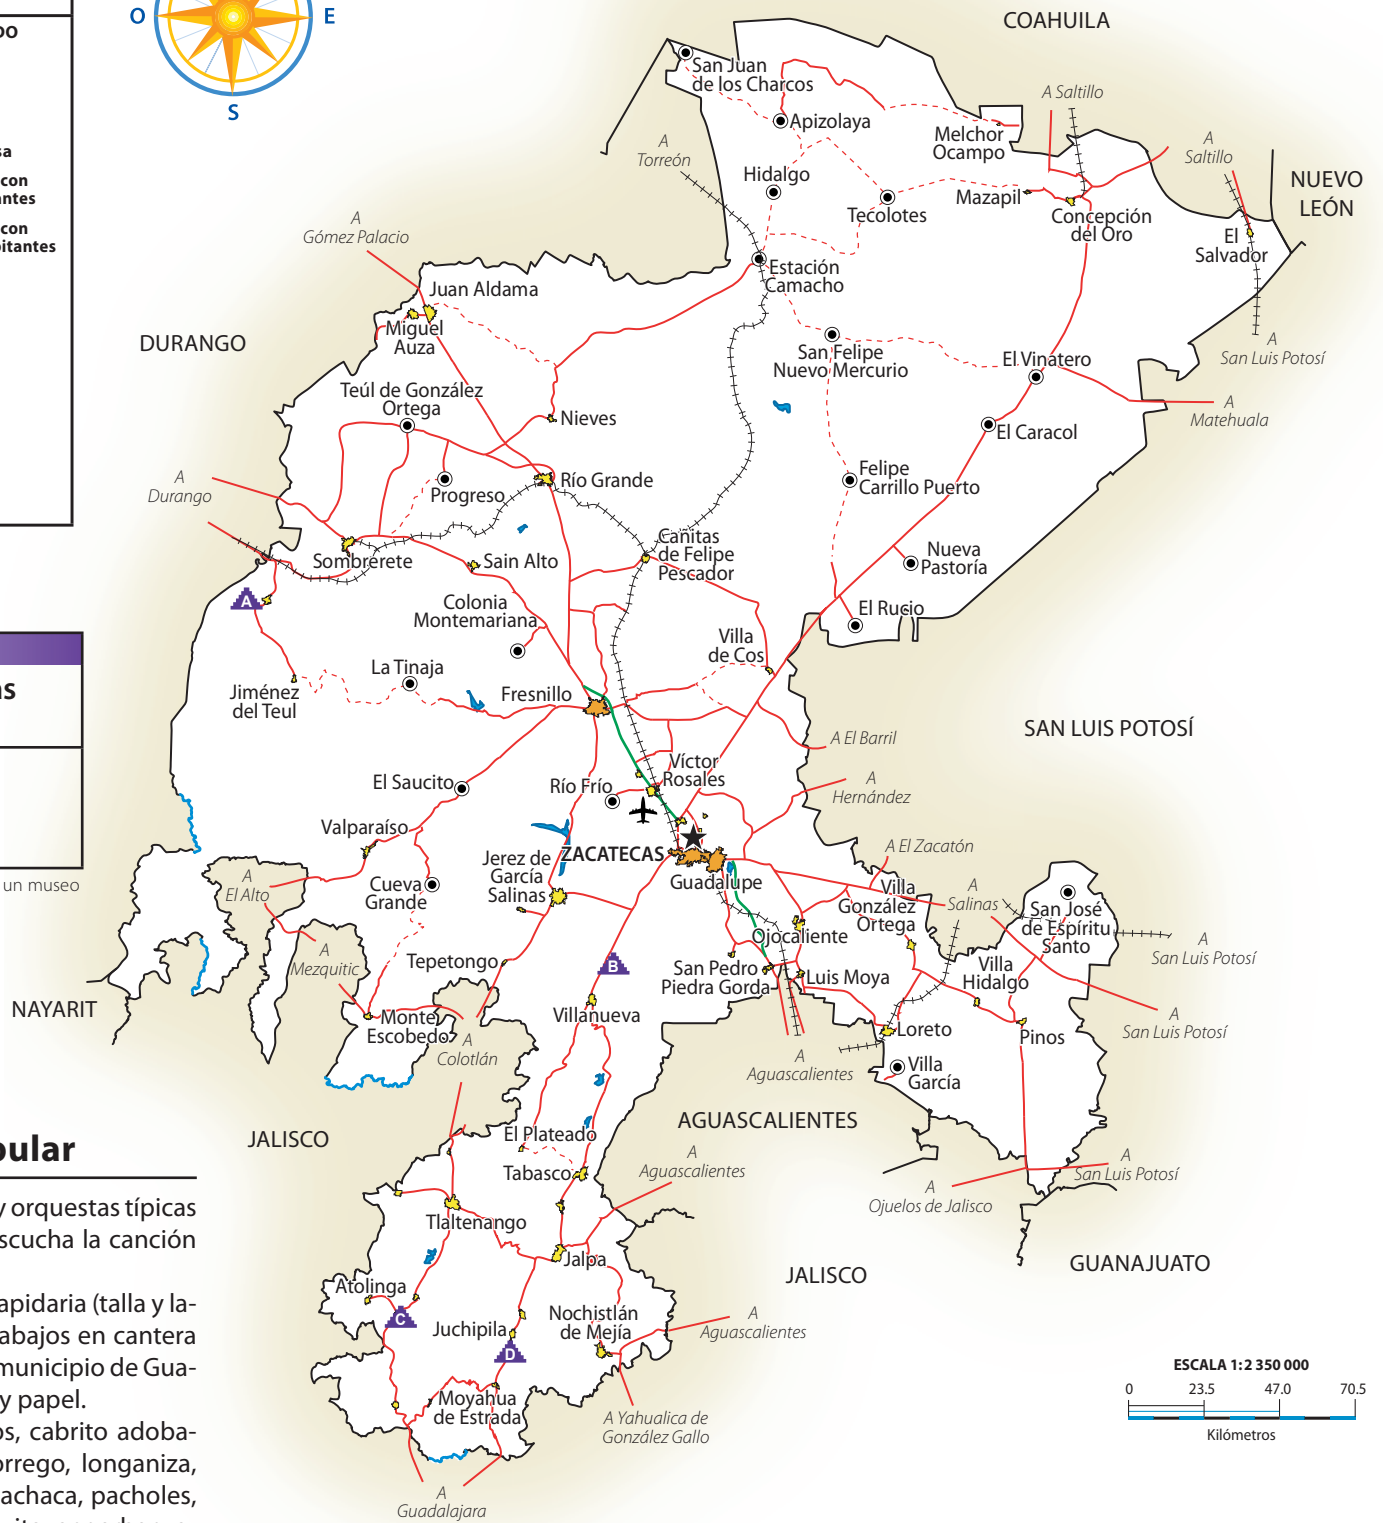 O
E
S
DO
sa
con
antes
con
bitantes
as
un museo
COAHUILA
San Juan
de los Charcos
A Saltillo
Apizolaya
Melchor
Ocampo
A
Torreón
A
Saltillo
Hidalgo
NUEVO
LEÓN
Mazapil
Tecolotes
Concepción
del Oro
El
Salvador
A
Gómez Palacio
Estación
Camacho
Juan Aldama
Miguel
Auza
DURANGO
San Felipe
Nuevo Mercurio
A
San Luis Potosí
El Vinatero
Teúl de González
Ortega
A
Matehuala
Nieves
El Caracol
A
Durango
Río Grande
Progreso
Felipe
Carrillo Puerto
Cañitas
de Felipe
Pescador
Sombrerete
Sain Alto
Nueva
Pastoría
A
Colonia
Montemariana
El Rucio
Villa
de Cos
La Tinaja
Jiménez
del Teul
Fresnillo
SAN LUIS POTOSÍ
A El Barril
Víctor
Rosales
El Saucito
Río Frío
A
Hernández
Valparaíso
ZACATECAS
A El Zacatón
Jerez de
García
Salinas
Guadalupe
A
El Alto
Cueva
Grande
Villa
González
Ortega
A
Salinas
San José
de Espíritu
Santo
Ojocaliente
A
San Luis Potosí
A
Mezquitic
Tepetongo
B
San Pedro
Piedra Gorda
Luis Moya
Villa
Hidalgo
NAYARIT
Monte
Escobedo
Villanueva
Loreto
Pinos
A
San Luis Potosí
A
Colotlán
A
Aguascalientes
Villa
García
AGUASCALIENTES
JALISCO
El Plateado
Tabasco
A
Aguascalientes
A
San Luis Potosí
A
Ojuelos de Jalisco
Tlaltenango
Jalpa
JALISCO
GUANAJUATO
Atolinga
C
Juchipila
D
Nochistlán
de Mejía
A
Aguascalientes
Moyahua
de Estrada
A Yahualica de
González Gallo
A
Guadalajara
ESCALA 1:2 350 000
0 23.5 47.0 70.5
Kilómetros
pular
y orquestas típicas
scucha la canción
apidaria (talla y la-
rabajos en cantera
municipio de Gua-
y papel.
os, cabrito adoba-
orrego, longaniza,
achaca, pacholes,